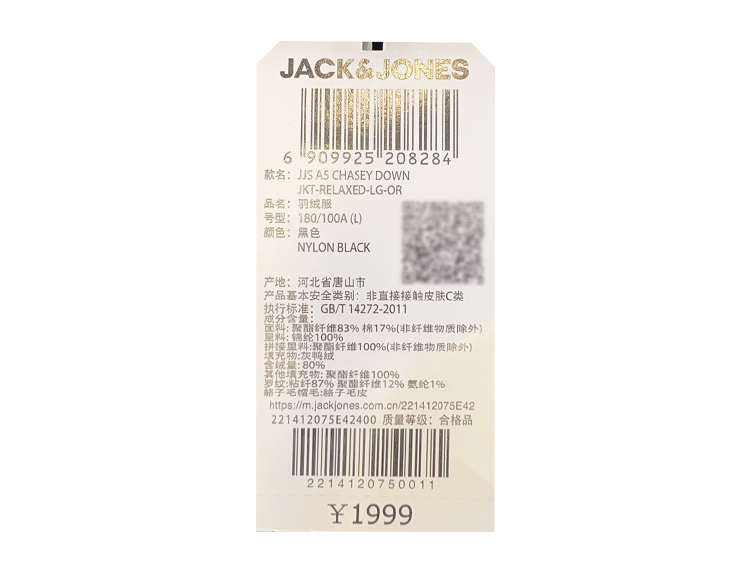 JACK&JONES
6 909925 208284
款名: JJS A5 CHASEY DOWN
JKT-RELAXED-LG-OR
品名: 羽绒服
号型: 180/100A (L)
颜色: 黑色
NYLON BLACK
产地: 河北省唐山市
产品基本安全类别: 非直接接触皮肤C类
执行标准: GB/T 14272-2011
成分含量:
面料: 聚酯纤维83% 棉17%(非纤维物质除外)
里料: 锦纶100%
拼接里料:聚酯纤维100%(非纤维物质除外)
填充物:灰鸭绒
含绒量: 80%
其他填充物: 聚酯纤维100%
罗纹:粘纤87% 聚酯纤维12% 氨纶1%
貉子毛帽毛:貉子毛皮
https://m.jackjones.com.cn/221412075E42
221412075E42400 质量等级: 合格品
2214120750011
¥1999